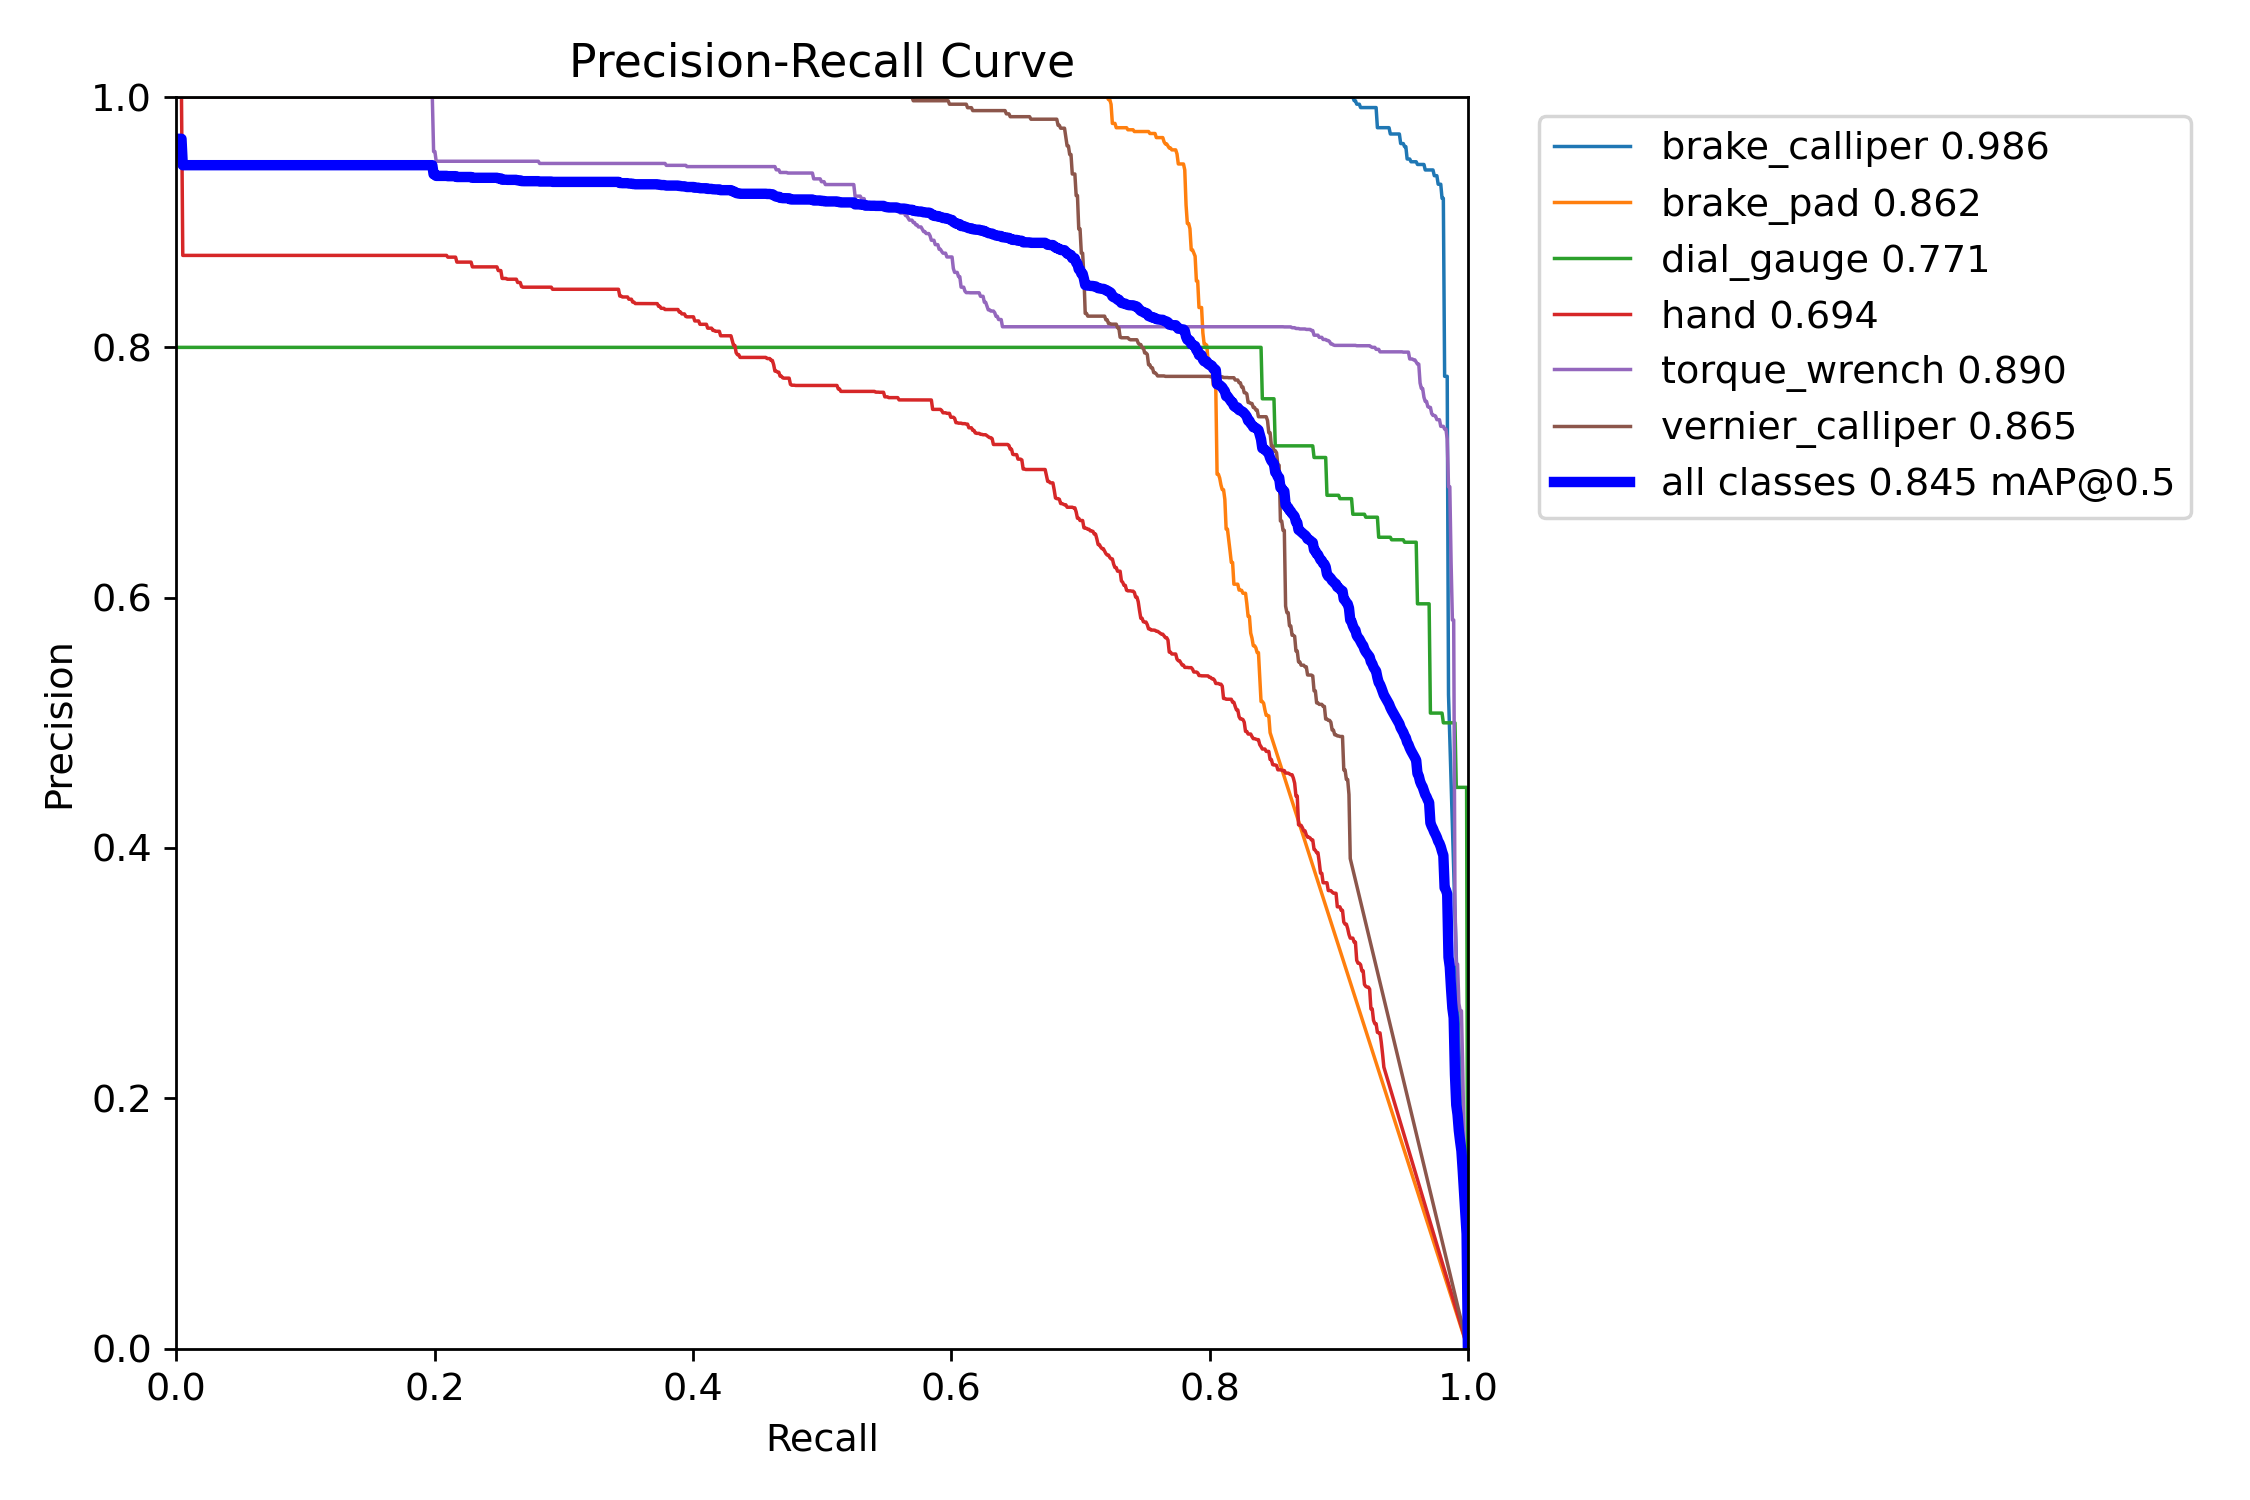 Precision-Recall Curve
1.0
0.8
0.6
0.4
0.2
0.0
Precision
0.0 0.2 0.4 0.6 0.8 1.0
Recall
brake_calliper 0.986
brake_pad 0.862
dial_gauge 0.771
hand 0.694
torque_wrench 0.890
vernier_calliper 0.865
all classes 0.845 mAP@0.5